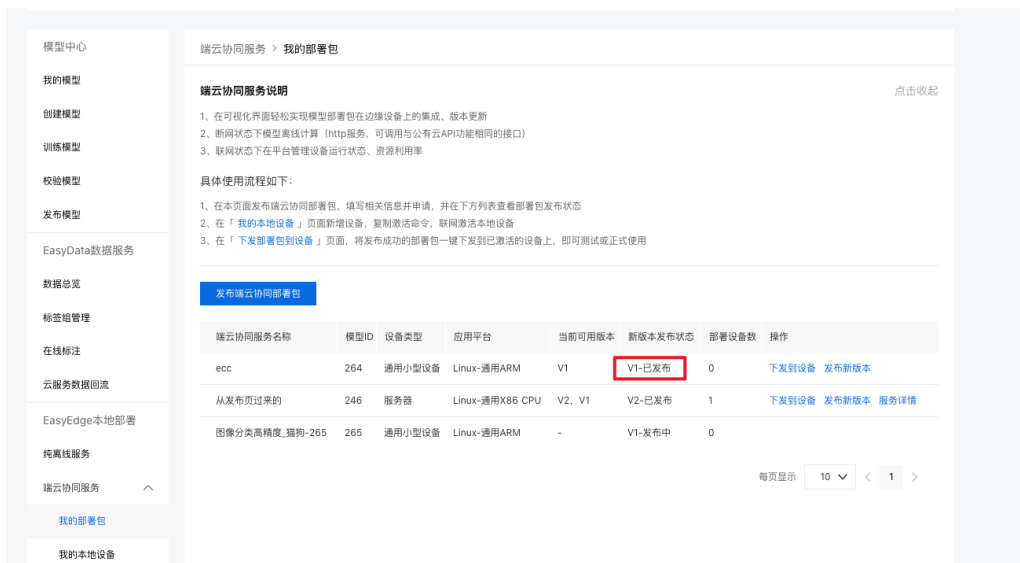 模型中心
我的模型
创建模型
训练模型
校验模型
发布模型
EasyData数据服务
数据总览
标签组管理
在线标注
云服务数据回流
EasyEdge本地部署
纯离线服务
端云协同服务
我的部署包
我的本地设备
端云协同服务 > 我的部署包
端云协同服务说明 点击收起
1、在可视化界面轻松实现模型部署包在边缘设备上的集成、版本更新
2、断网状态下模型离线计算（http服务，可调用与公有云API功能相同的接口）
3、联网状态下在平台管理设备运行状态、资源利用率
具体使用流程如下：
1、在本页面发布端云协同部署包，填写相关信息并申请，并在下方列表查看部署包发布状态
2、在「 我的本地设备 」页面新增设备，复制激活命令，联网激活本地设备
3、在「 下发部署包到设备 」页面，将发布成功的部署包一键下发到已激活的设备上，即可测试或正式使用
发布端云协同部署包
端云协同服务名称 模型ID 设备类型 应用平台 当前可用版本 新版本发布状态 部署设备数 操作
ecc 264 通用小型设备 Linux-通用ARM V1 V1-已发布 0 下发到设备 发布新版本
从发布页过来的 246 服务器 Linux-通用X86 CPU V2，V1 V2-已发布 1 下发到设备 发布新版本 服务详情
图像分类高精度_猫狗-265 265 通用小型设备 Linux-通用ARM - V1-发布中 0
每页显示 10 < 1 >